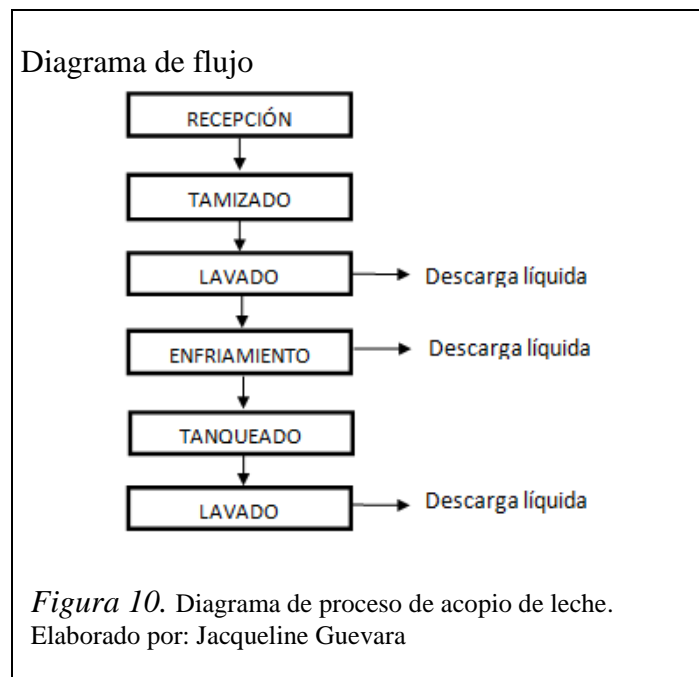 Diagrama de flujo
RECEPCIÓN
TAMIZADO
LAVADO
Descarga líquida
ENFRIAMIENTO
Descarga líquida
TANQUEADO
LAVADO
Descarga líquida
Figura 10. Diagrama de proceso de acopio de leche.
Elaborado por: Jacqueline Guevara